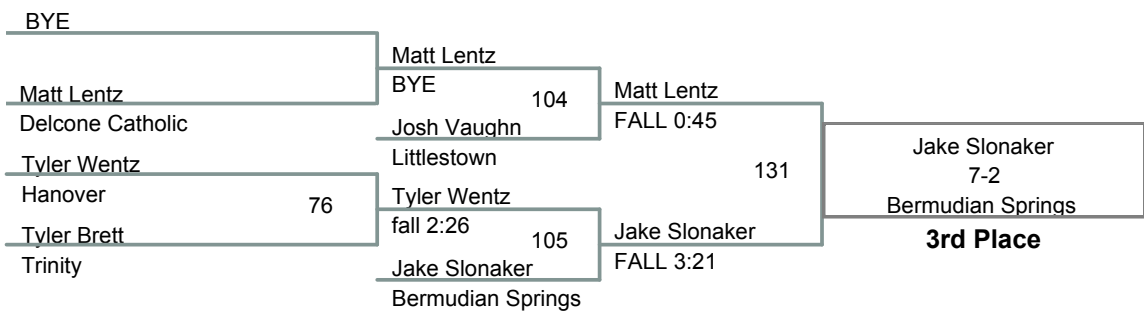 BYE
Matt Lentz
Delcone Catholic
Tyler Wentz
Hanover
76
Tyler Brett
Trinity
Matt Lentz
BYE
104
Josh Vaughn
Littlestown
Tyler Wentz
fall 2:26
105
Jake Slonaker
Bermudian Springs
Matt Lentz
FALL 0:45
131
Jake Slonaker
FALL 3:21
Jake Slonaker
7-2
Bermudian Springs
3rd Place